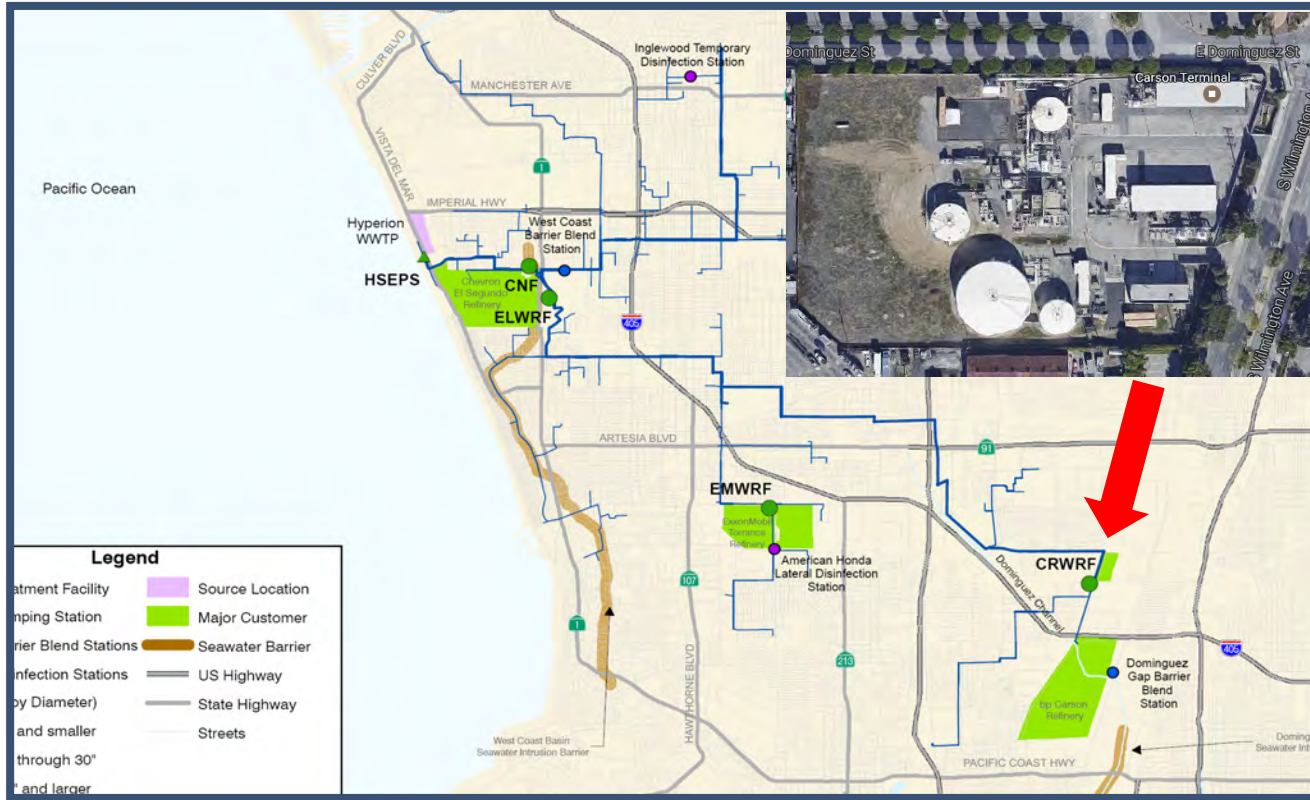 CULVER BLVD
MANCHESTER AVE
Inglewood Temporary
Disinfection Station
Dominguez St
E Dominguez St
Carson Terminal
S Wilmington A
S Wilmington Ave
VISTA DEL MAR
1
Pacific Ocean
IMPERIAL HWY
Hyperion
WWTP
West Coast
Barrier Blend
Station
HSEPS
CNF
Chevron
El Segundo
Refinery
ELWRF
405
ARTESIA BLVD
91
EMWRF
ExxonMobil
Torrance
Refinery
American Honda
Lateral Disinfection
Station
CRWRF
Dominguez Channel
107
1
213
405
HAWTHORNE BLVD
Dominguez
Gap Barrier
Blend
Station
bp Carson
Refinery
West Coast Basin
Seawater Intrusion Barrier
Doming
Seawater Int
PACIFIC COAST HWY
Legend
atment Facility
Source Location
mping Station
Major Customer
rier Blend Stations
Seawater Barrier
nfection Stations
US Highway
by Diameter)
State Highway
and smaller
Streets
through 30"
" and larger